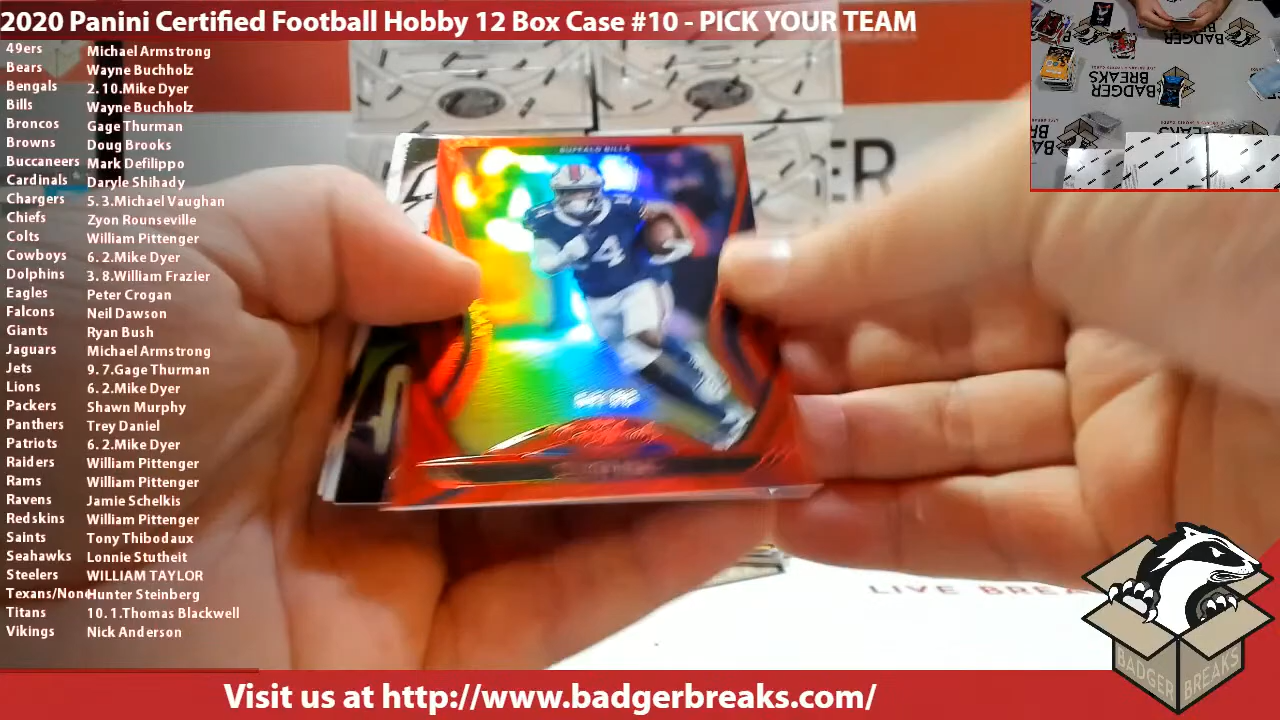 2020 Panini Certified Football Hobby 12 Box Case #10 - PICK YOUR TEAM
49ers Michael Armstrong
Bears Wayne Buchholz
Bengals 2. 10.Mike Dyer
Bills Wayne Buchholz
Broncos Gage Thurman
Browns Doug Brooks
Buccaneers Mark Defilippo
Cardinals Daryle Shihady
Chargers 5. 3.Michael Vaughan
Chiefs Zyon Rounseville
Colts William Pittenger
Cowboys 6. 2.Mike Dyer
Dolphins 3. 8.William Frazier
Eagles Peter Crogan
Falcons Neil Dawson
Giants Ryan Bush
Jaguars Michael Armstrong
Jets 9. 7.Gage Thurman
Lions 6. 2.Mike Dyer
Packers Shawn Murphy
Panthers Trey Daniel
Patriots 6. 2.Mike Dyer
Raiders William Pittenger
Rams William Pittenger
Ravens Jamie Schelkis
Redskins William Pittenger
Saints Tony Thibodaux
Seahawks Lonnie Stutheit
Steelers WILLIAM TAYLOR
Texans/None Hunter Steinberg
Titans 10. 1.Thomas Blackwell
Vikings Nick Anderson
BADGER
BREAKS
BUFFALO BILLS
ER
LIVE BREA
BADGER BREAKS
Visit us at http://www.badgerbreaks.com/